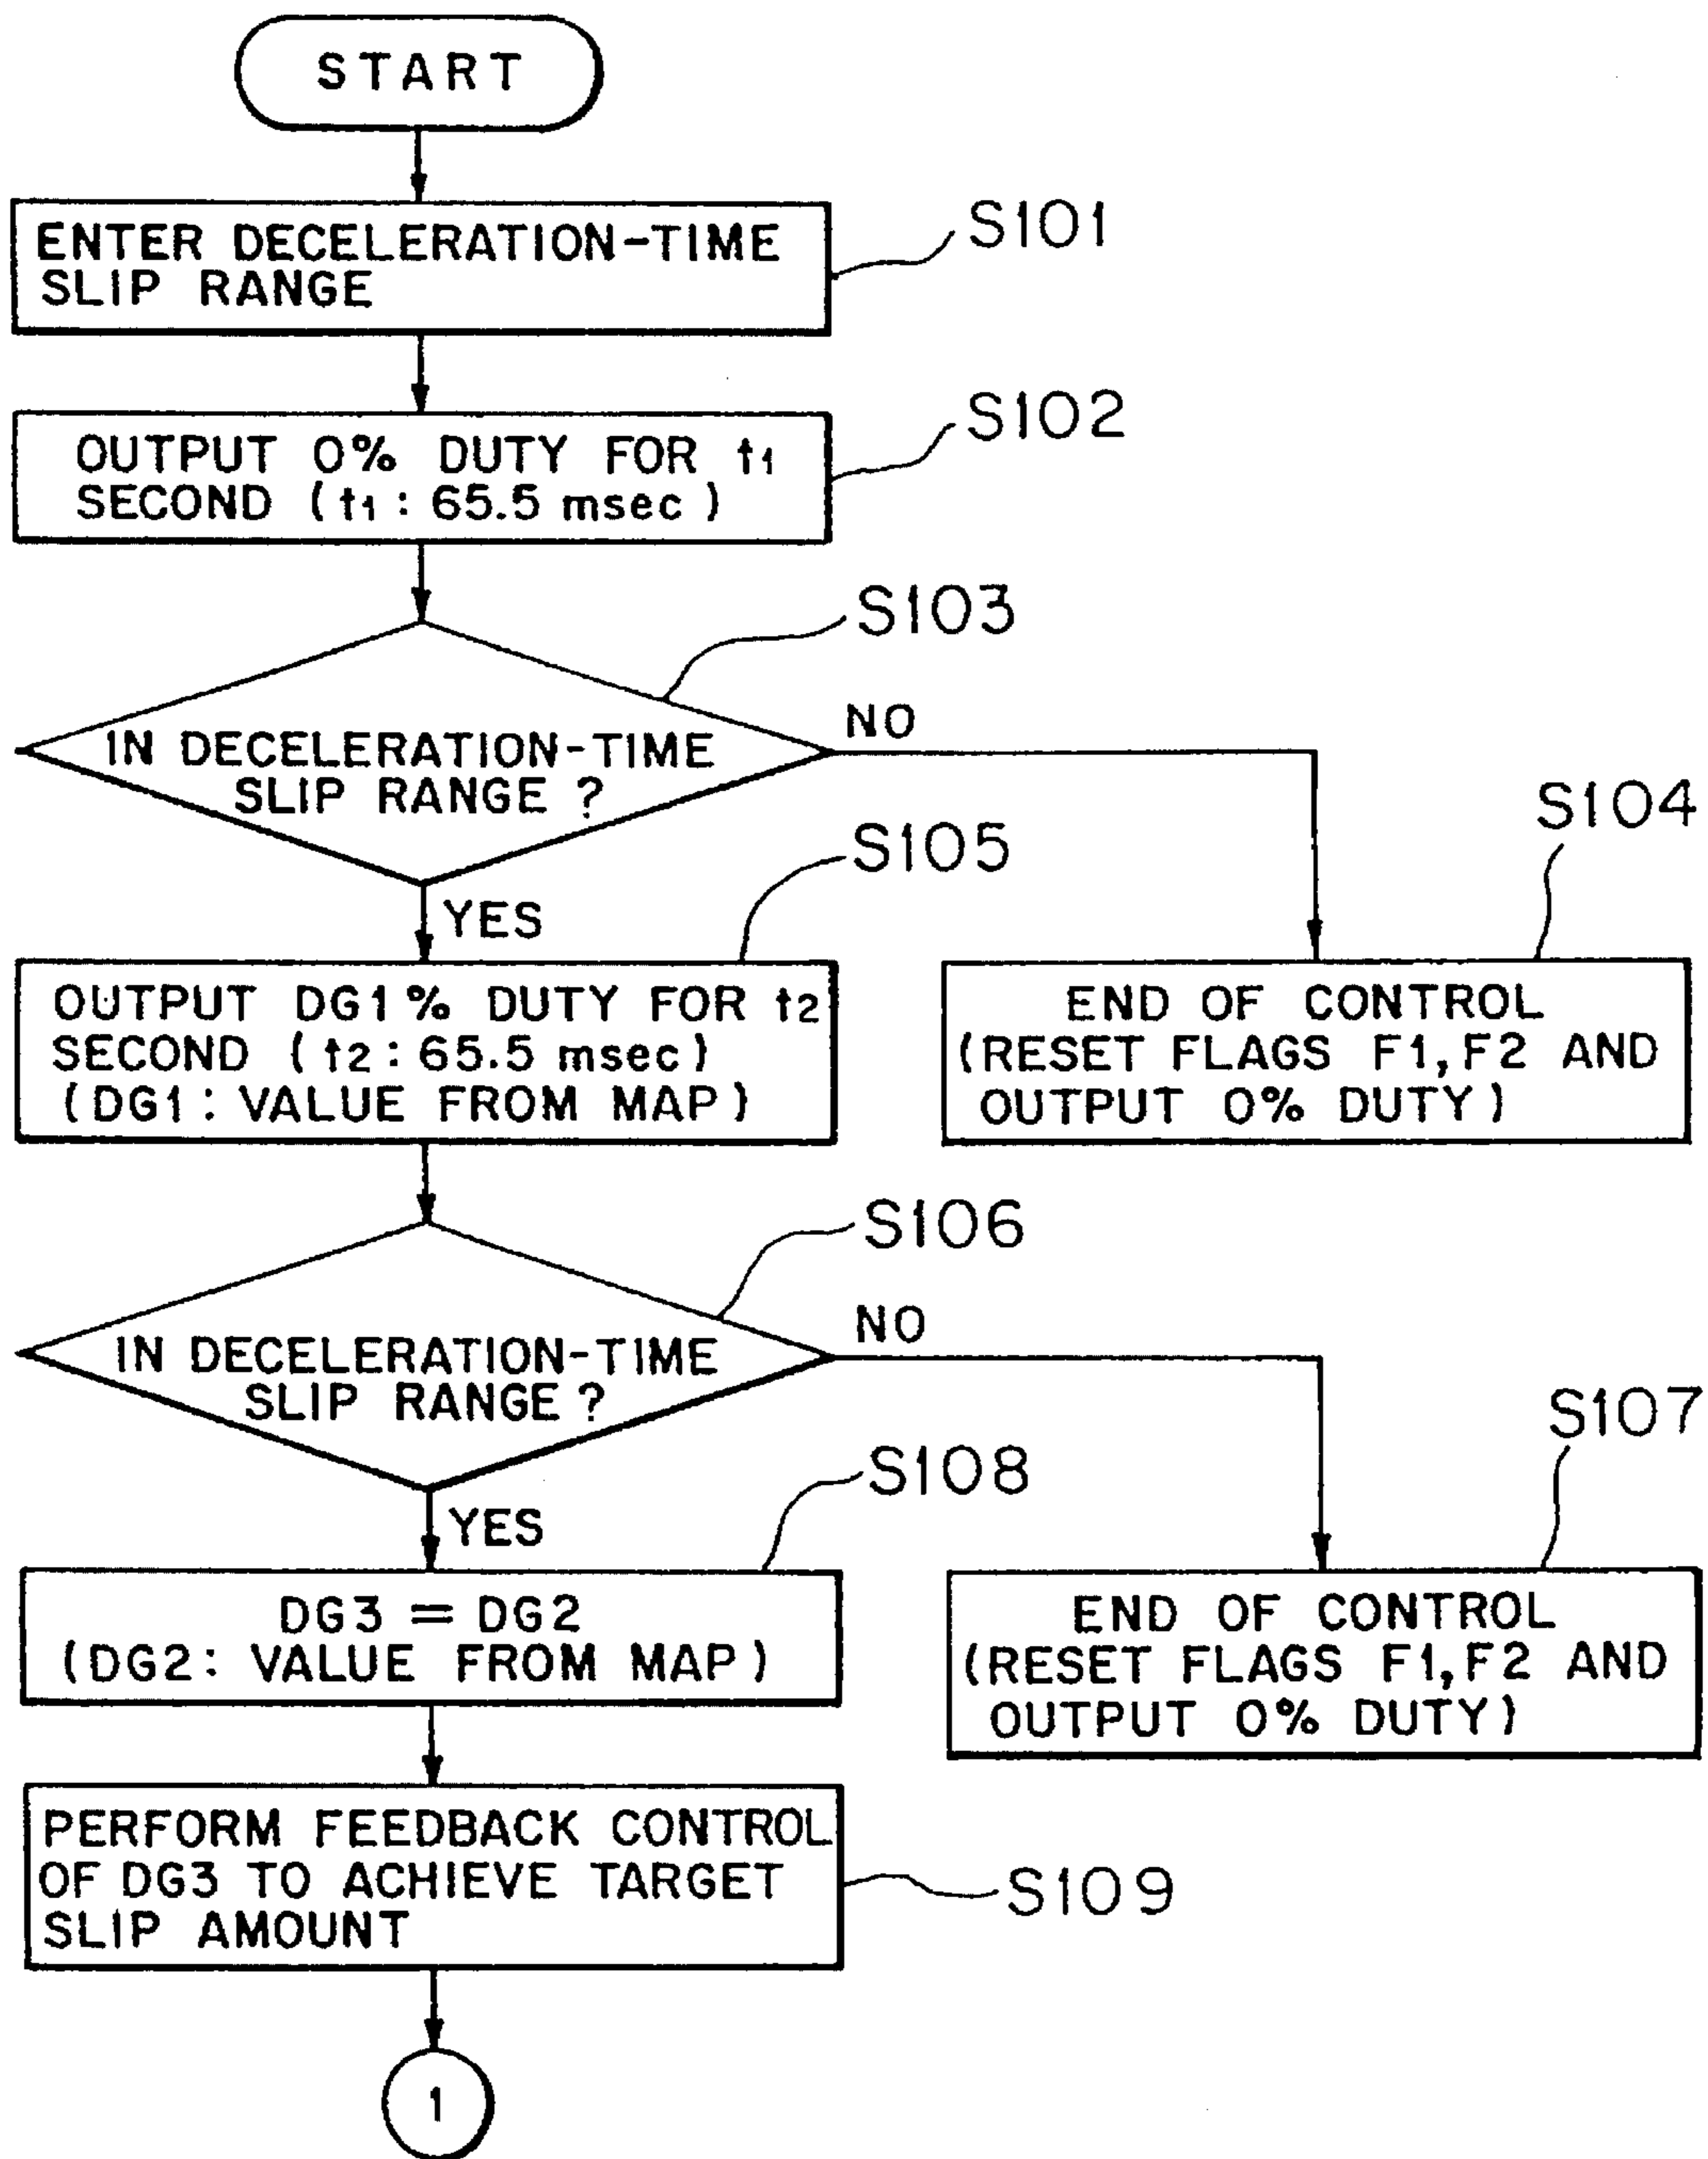 START
ENTER DECELERATION-TIME
SLIP RANGE
S101
OUTPUT 0% DUTY FOR t1
SECOND (t1 : 65.5 msec)
S102
S103
IN DECELERATION-TIME
SLIP RANGE ?
NO
YES
S104
END OF CONTROL
(RESET FLAGS F1, F2 AND
OUTPUT 0% DUTY)
S105
OUTPUT DG1% DUTY FOR t2
SECOND (t2 : 65.5 msec)
(DG1 : VALUE FROM MAP)
S106
IN DECELERATION-TIME
SLIP RANGE ?
NO
YES
S107
END OF CONTROL
(RESET FLAGS F1, F2 AND
OUTPUT 0% DUTY)
S108
DG3 = DG2
(DG2: VALUE FROM MAP)
PERFORM FEEDBACK CONTROL
OF DG3 TO ACHIEVE TARGET
SLIP AMOUNT
S109
1